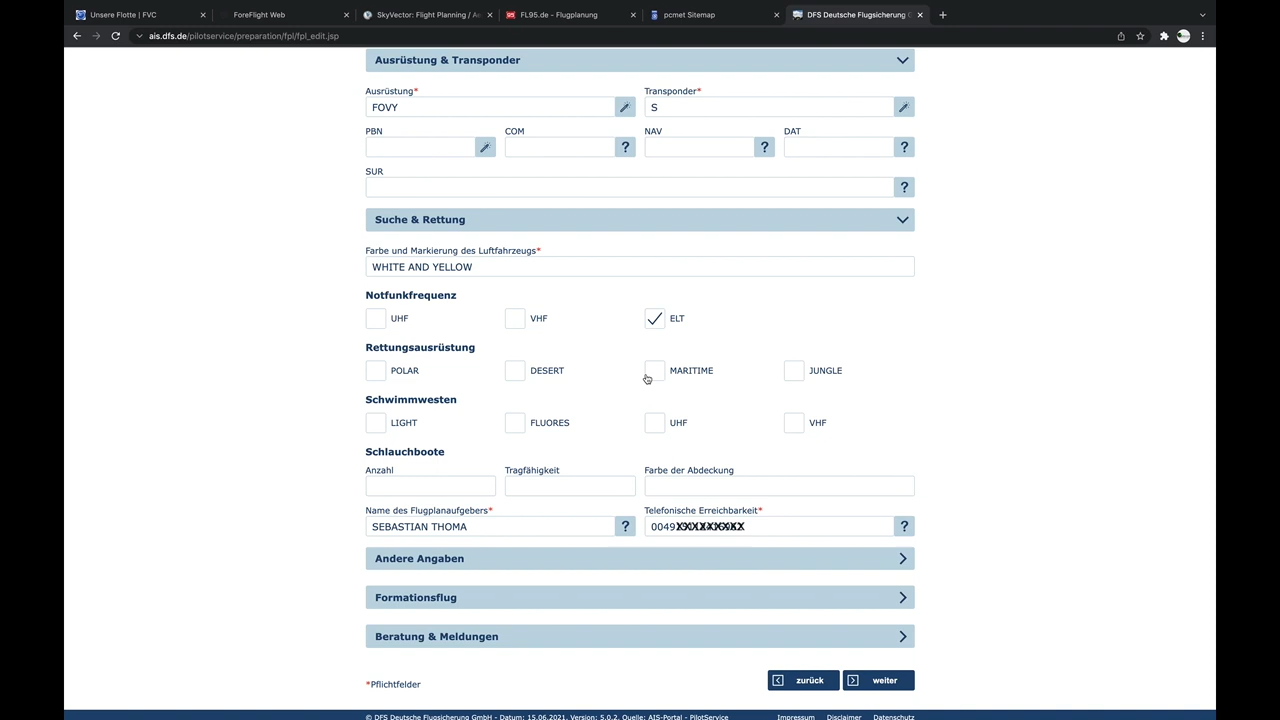 Unsere Flotte | FVC
ForeFlight Web
SkyVector: Flight Planning / Ae
FL95.de - Flugplanung
pcmet Sitemap
DFS Deutsche Flugsicherung G
ais.dfs.de/pilotservice/preparation/fpl/fpl_edit.jsp
Ausrüstung & Transponder
Ausrüstung* Transponder*
FOVY S
PBN COM NAV DAT
? ? ?
SUR
?
Suche & Rettung
Farbe und Markierung des Luftfahrzeugs*
WHITE AND YELLOW
Notfunkfrequenz
UHF VHF ELT
Rettungsausrüstung
POLAR DESERT MARITIME JUNGLE
Schwimmwesten
LIGHT FLUORES UHF VHF
Schlauchboote
Anzahl Tragfähigkeit Farbe der Abdeckung
Name des Flugplanaufgebers* Telefonische Erreichbarkeit*
SEBASTIAN THOMA ? 0049 XXXXXXXX ?
Andere Angaben
Formationsflug
Beratung & Meldungen
*Pflichtfelder zurück weiter
© DFS Deutsche Flugsicherung GmbH - Datum: 15.06.2021, Version: 5.0.2, Quelle: AIS-Portal - PilotService Impressum Disclaimer Datenschutz